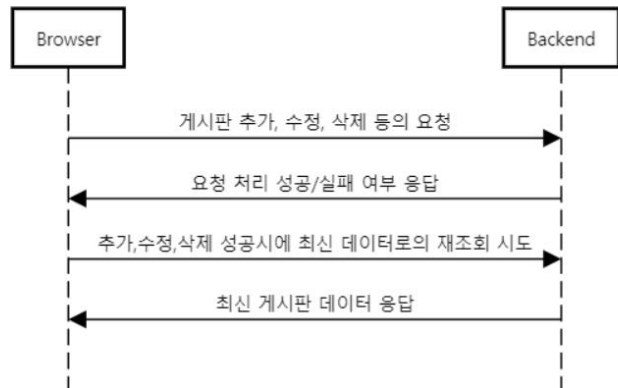 Browser
Backend
게시판 추가, 수정, 삭제 등의 요청
요청 처리 성공/실패 여부 응답
추가,수정,삭제 성공시에 최신 데이터로의 재조회 시도
최신 게시판 데이터 응답